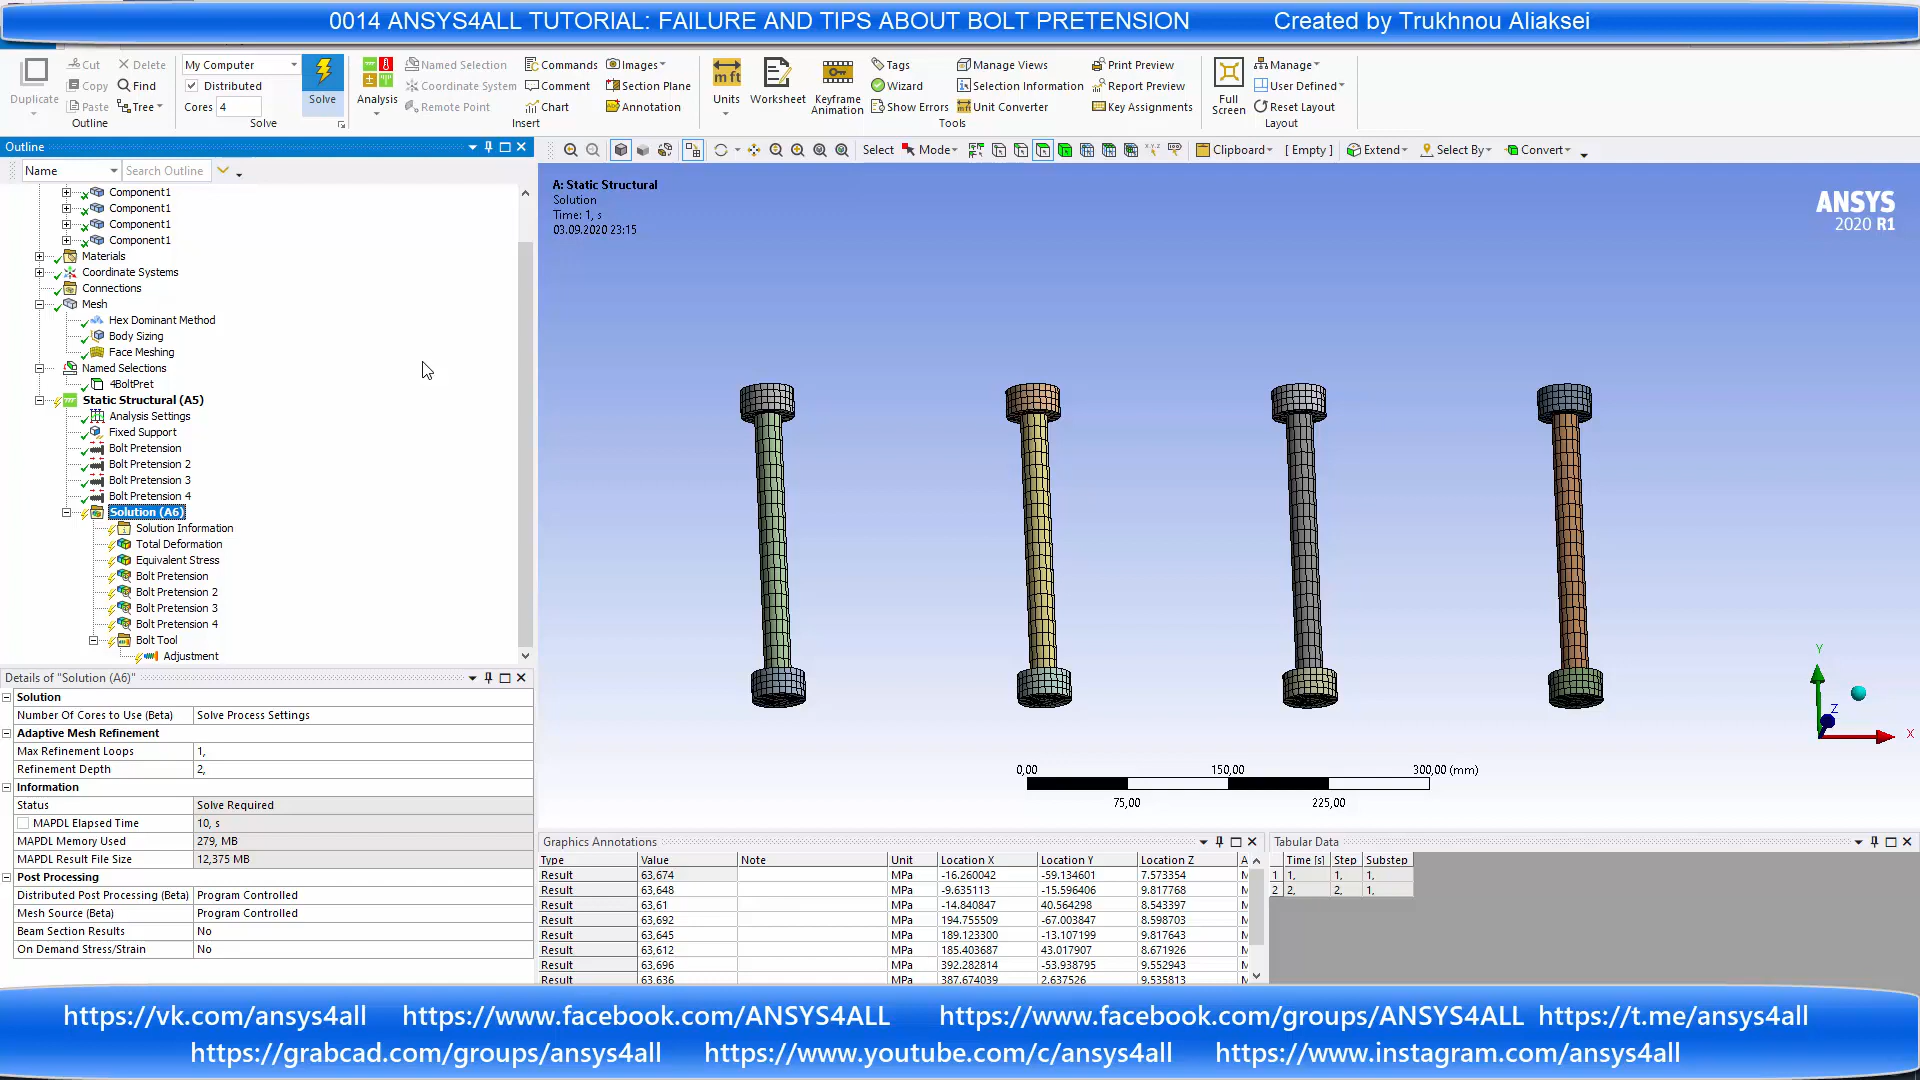 0014 ANSYS4ALL TUTORIAL: FAILURE AND TIPS ABOUT BOLT PRETENSION Created by Trukhnou Aliaksei
Duplicate
Cut Delete
Copy Find
Paste Tree
Outline
My Computer
Distributed
Cores 4
Solve
Solve
Analysis
Named Selection Commands Images
Coordinate System Comment Section Plane
Remote Point Chart Annotation
Insert
Units
Worksheet
Keyframe
Animation
Tags
Wizard
Show Errors
Manage Views
Selection Information
Unit Converter
Print Preview
Report Preview
Key Assignments
Tools
Full
Screen
Manage
User Defined
Reset Layout
Layout
Outline
Name Search Outline
Select Mode Clipboard [ Empty ] Extend Select By Convert
Component1
Component1
Component1
Component1
Materials
Coordinate Systems
Connections
Mesh
Hex Dominant Method
Body Sizing
Face Meshing
Named Selections
4BoltPret
Static Structural (A5)
Analysis Settings
Fixed Support
Bolt Pretension
Bolt Pretension 2
Bolt Pretension 3
Bolt Pretension 4
Solution (A6)
Solution Information
Total Deformation
Equivalent Stress
Bolt Pretension
Bolt Pretension 2
Bolt Pretension 3
Bolt Pretension 4
Bolt Tool
Adjustment
A: Static Structural
Solution
Time: 1, s
03.09.2020 23:15
ANSYS
2020 R1
Y
Z
X
0,00 150,00 300,00 (mm)
75,00 225,00
Details of "Solution (A6)"
Solution
Number Of Cores to Use (Beta) Solve Process Settings
Adaptive Mesh Refinement
Max Refinement Loops 1,
Refinement Depth 2,
Information
Status Solve Required
MAPDL Elapsed Time 10, s
MAPDL Memory Used 279, MB
MAPDL Result File Size 12,375 MB
Post Processing
Distributed Post Processing (Beta) Program Controlled
Mesh Source (Beta) Program Controlled
Beam Section Results No
On Demand Stress/Strain No
Graphics Annotations
Type Value Note Unit Location X Location Y Location Z A
Result 63,674 MPa -16.260042 -59.134601 7.573354 M
Result 63,648 MPa -9.635113 -15.596406 9.817768 M
Result 63,61 MPa -14.840847 40.564298 8.543397 M
Result 63,692 MPa 194.755509 -67.003847 8.598703 M
Result 63,645 MPa 189.123300 -13.107199 9.817643 M
Result 63,612 MPa 185.403687 43.017907 8.671926 M
Result 63,696 MPa 392.282814 -53.938795 9.552943 M
Result 63,636 MPa 387.674039 2.637526 9.535813 M
Tabular Data
Time [s] Step Substep
1 1, 1, 1,
2 2, 2, 1,
https://vk.com/ansys4all https://www.facebook.com/ANSYS4ALL https://www.facebook.com/groups/ANSYS4ALL https://t.me/ansys4all
https://grabcad.com/groups/ansys4all https://www.youtube.com/c/ansys4all https://www.instagram.com/ansys4all